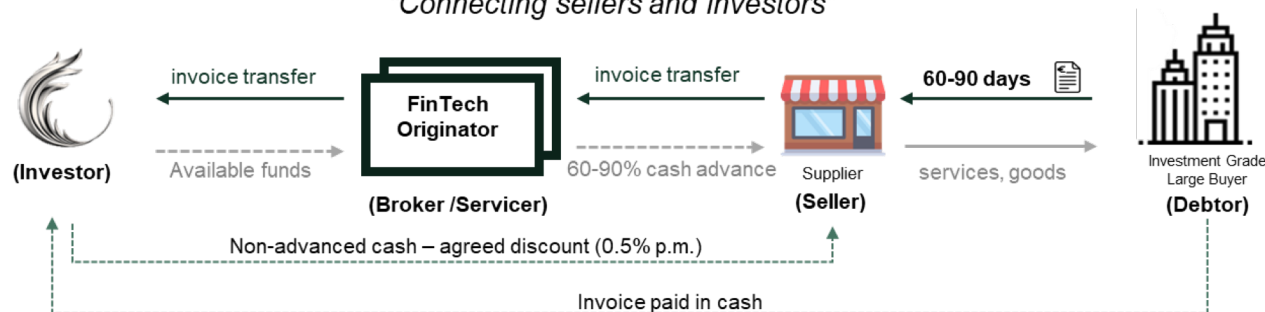 Connecting sellers and investors
invoice transfer
invoice transfer
60-90 days
FinTech
Originator
Available funds
60-90% cash advance
services, goods
(Investor)
(Broker /Servicer)
Supplier
(Seller)
Investment Grade
Large Buyer
(Debtor)
Non-advanced cash – agreed discount (0.5% p.m.)
Invoice paid in cash